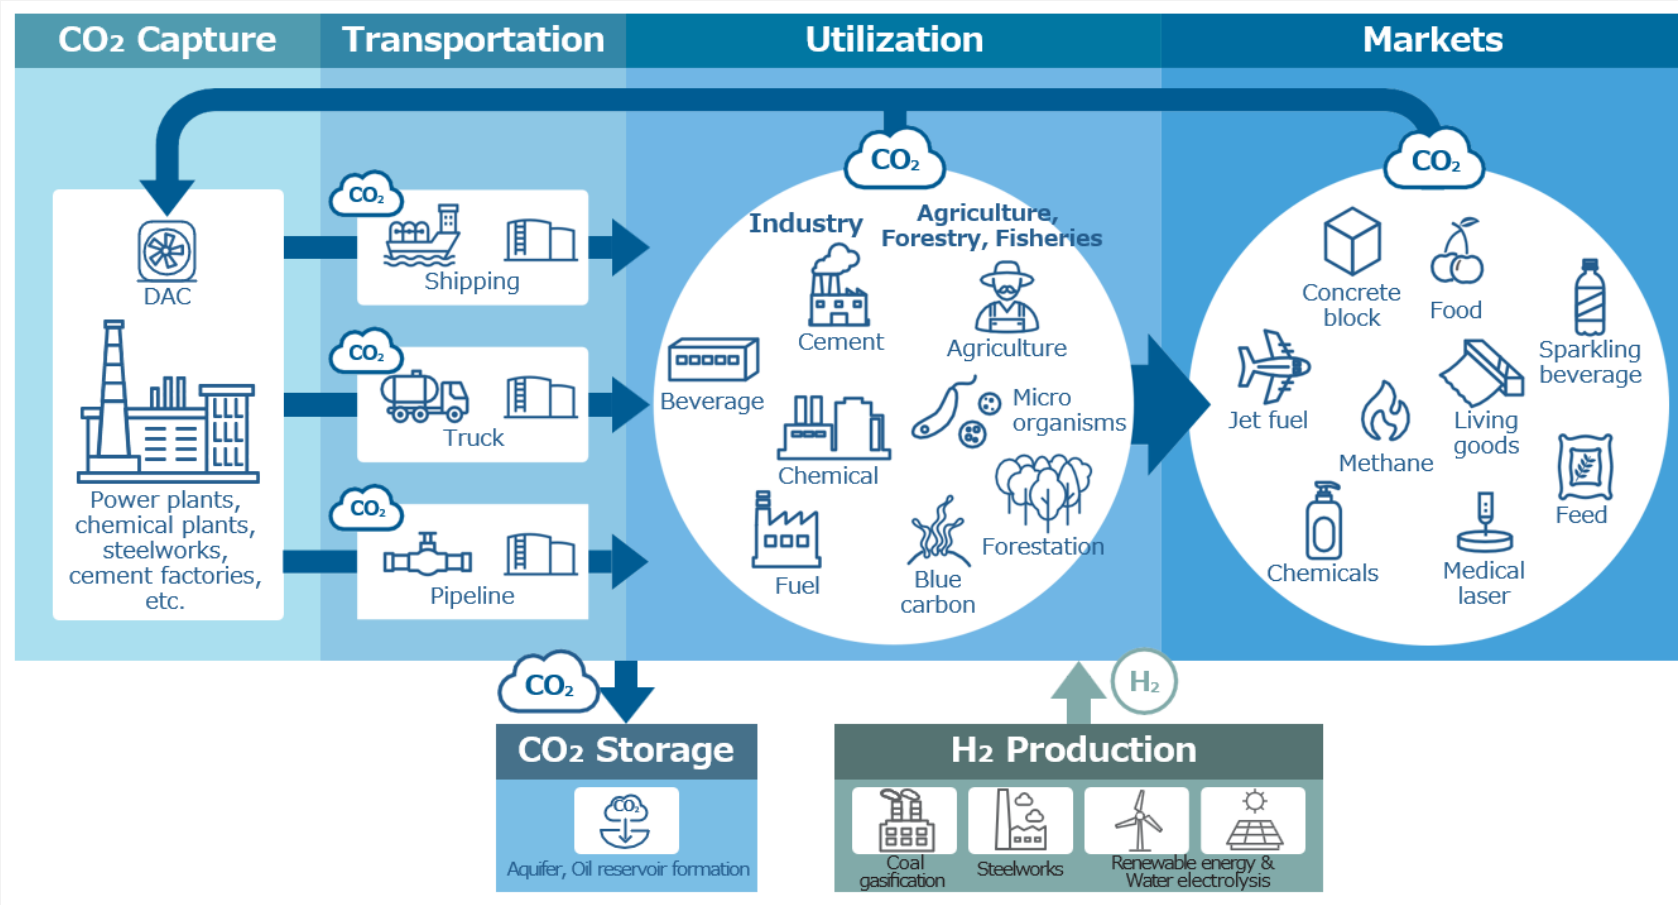 CO₂ Capture
Transportation
Utilization
Markets
CO₂
CO₂
DAC
Power plants,
chemical plants,
steelworks,
cement factories,
etc.
CO₂
Shipping
CO₂
Truck
CO₂
Pipeline
Industry
Agriculture,
Forestry, Fisheries
Cement
Agriculture
Beverage
Micro
organisms
Chemical
Forestation
Fuel
Blue
carbon
Concrete
block
Food
Sparkling
beverage
Jet fuel
Living
goods
Methane
Feed
Chemicals
Medical
laser
CO₂
H₂
CO₂ Storage
CO₂
Aquifer, Oil reservoir formation
H₂ Production
Coal
gasification
Steelworks
Renewable energy &
Water electrolysis